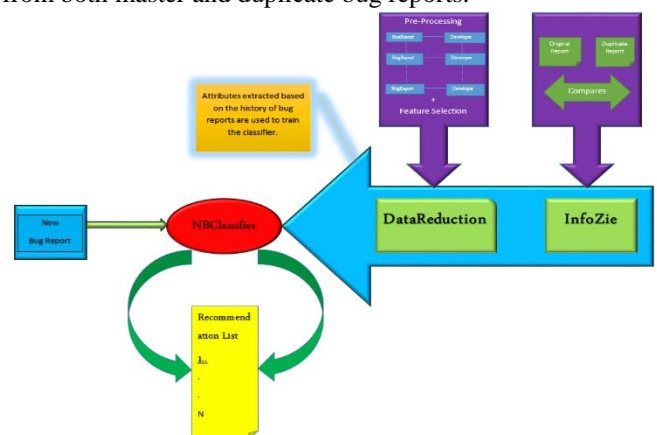 from both master and duplicate bug reports.
Pre-Processing
BugReport
Developer
BugReport
Developer
BugReport
Developer
+
Feature Selection
Original
Report
Duplicate
Report
Compares
Attributes extracted based
on the history of bug
reports are used to train
the classifier.
New
Bug Report
NBClassifier
DataReduction
InfoZie
Recommend
ation List
1..
.
.
N